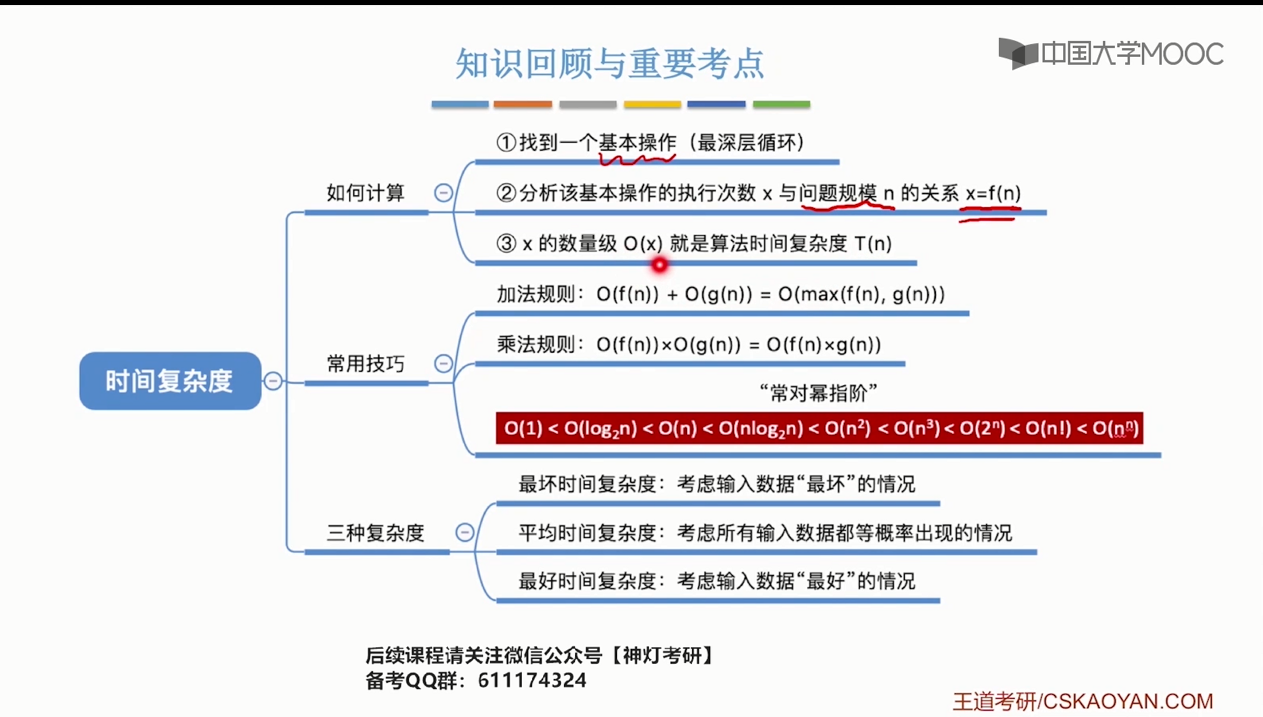 知识回顾与重要考点
中国大学MOOC
①找到一个基本操作（最深层循环）
如何计算
②分析该基本操作的执行次数 x 与问题规模 n 的关系 x=f(n)
③ x 的数量级 O(x) 就是算法时间复杂度 T(n)
加法规则：O(f(n)) + O(g(n)) = O(max(f(n), g(n)))
乘法规则：O(f(n))×O(g(n)) = O(f(n)×g(n))
常用技巧
时间复杂度
“常对幂指阶”
O(1) < O(log₂n) < O(n) < O(nlog₂n) < O(n²) < O(n³) < O(2ⁿ) < O(n!) < O(nⁿ)
最坏时间复杂度：考虑输入数据“最坏”的情况
三种复杂度
平均时间复杂度：考虑所有输入数据都等概率出现的情况
最好时间复杂度：考虑输入数据“最好”的情况
后续课程请关注微信公众号【神灯考研】
备考QQ群：611174324
王道考研/CSKAOYAN.COM